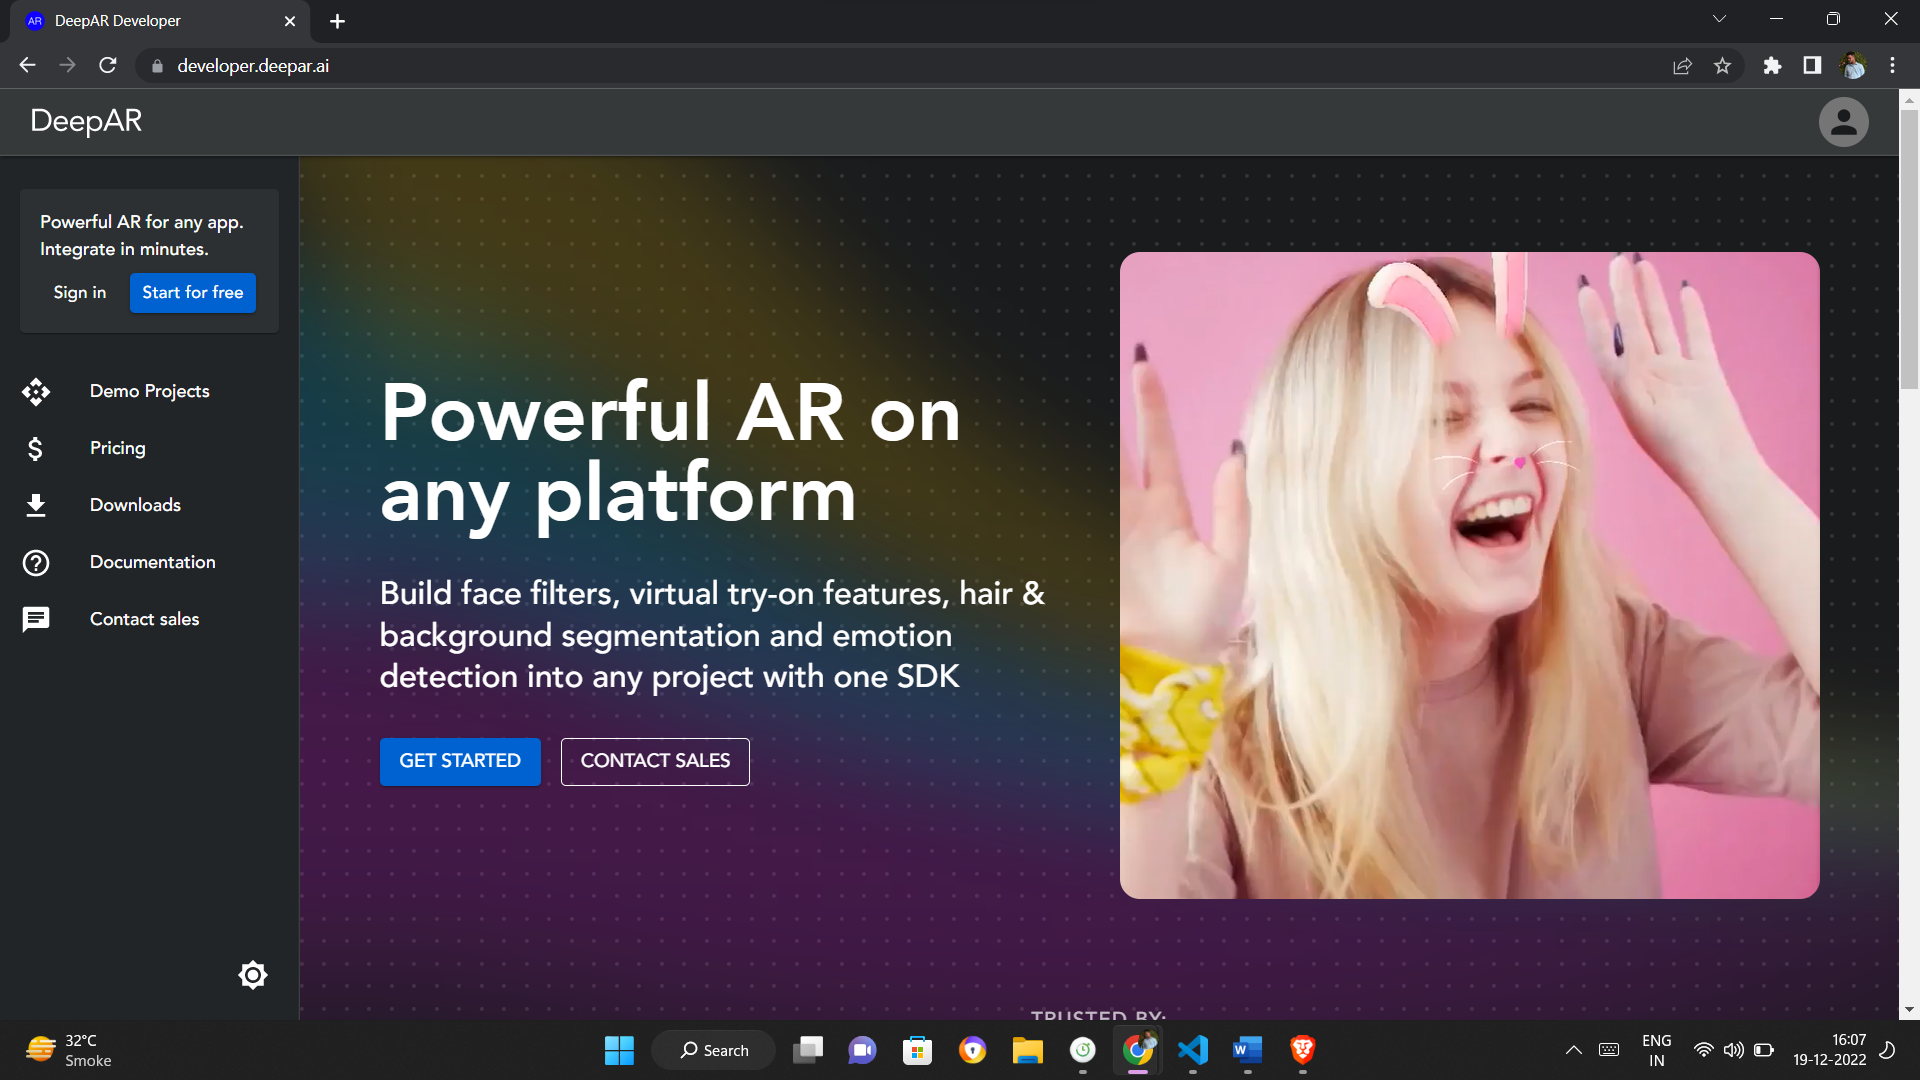 AR DeepAR Developer
developer.deepar.ai
DeepAR
Powerful AR for any app.
Integrate in minutes.
Sign in
Start for free
Demo Projects
Pricing
Downloads
Documentation
Contact sales
Powerful AR on
any platform
Build face filters, virtual try-on features, hair &
background segmentation and emotion
detection into any project with one SDK
GET STARTED
CONTACT SALES
TRUSTED BY:
32°C
Smoke
Search
W
ENG
IN
16:07
19-12-2022